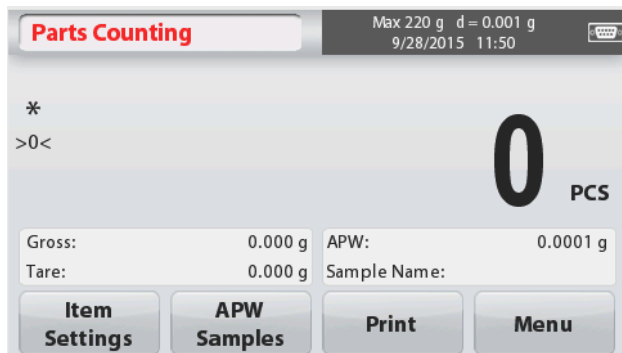 Parts Counting
Max 220 g d = 0.001 g
9/28/2015 11:50
*
>0<
0 PCS
Gross: 0.000 g
Tare: 0.000 g
APW: 0.0001 g
Sample Name:
Item Settings
APW Samples
Print
Menu